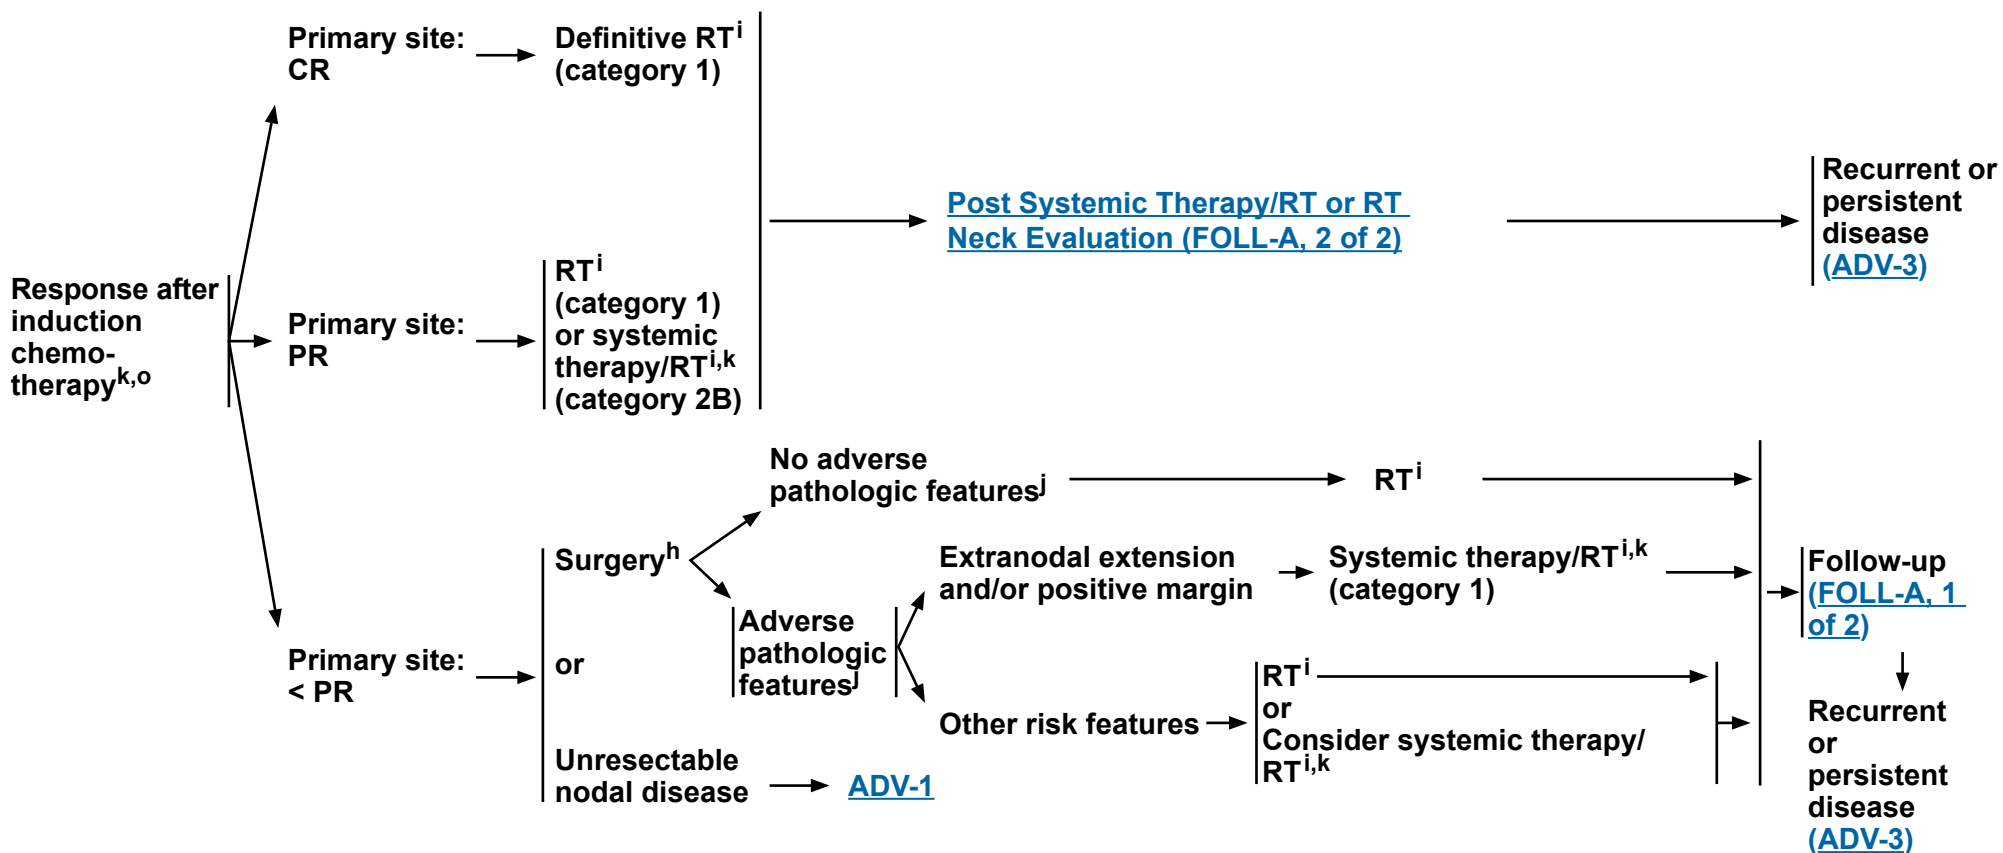 Response after
induction
chemo-
therapyk,o
Primary site:
CR
Definitive RTi
(category 1)
Primary site:
PR
RTi
(category 1)
or systemic
therapy/RTi,k
(category 2B)
Post Systemic Therapy/RT or RT
Neck Evaluation (FOLL-A, 2 of 2)
Recurrent or
persistent
disease
(ADV-3)
Primary site:
< PR
Surgeryh
or
Unresectable
nodal disease
ADV-1
No adverse
pathologic featuresj
RTi
Adverse
pathologic
featuresj
Extranodal extension
and/or positive margin
Systemic therapy/RTi,k
(category 1)
Other risk features
RTi
or
Consider systemic therapy/
RTi,k
Follow-up
(FOLL-A, 1
of 2)
Recurrent
or
persistent
disease
(ADV-3)